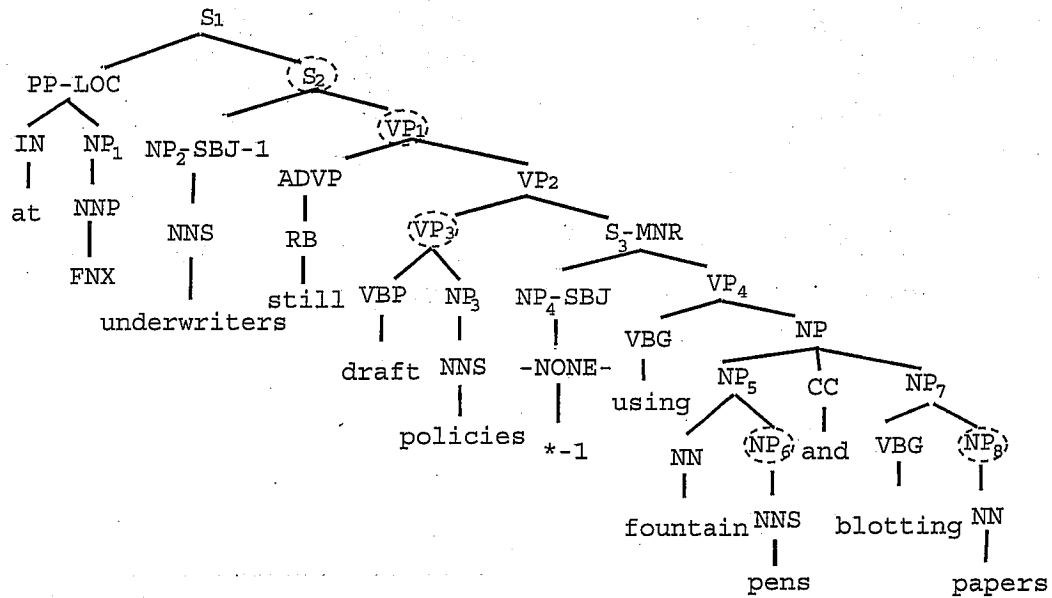 S1
PP-LOC S2
IN NP1 NP2-SBJ-1 VP1
at NNP ADVP VP2
FNX NNS RB VP3 S3-MNR
underwriters still VBP NP3 NP4-SBJ VP4
draft NNS -NONE- VBG NP
policies *-1 using NP5 CC NP7
NN NP6 and VBG NP8
fountain NNS blotting NN
pens papers